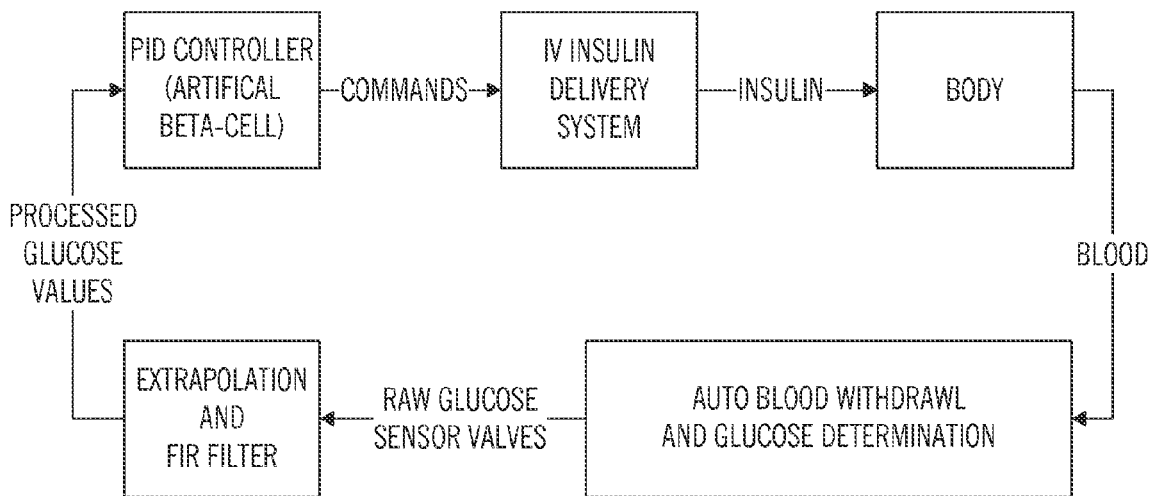 PID CONTROLLER
(ARTIFICAL
BETA-CELL)
COMMANDS
IV INSULIN
DELIVERY
SYSTEM
INSULIN
BODY
PROCESSED
GLUCOSE
VALUES
BLOOD
EXTRAPOLATION
AND
FIR FILTER
RAW GLUCOSE
SENSOR VALVES
AUTO BLOOD WITHDRAWL
AND GLUCOSE DETERMINATION